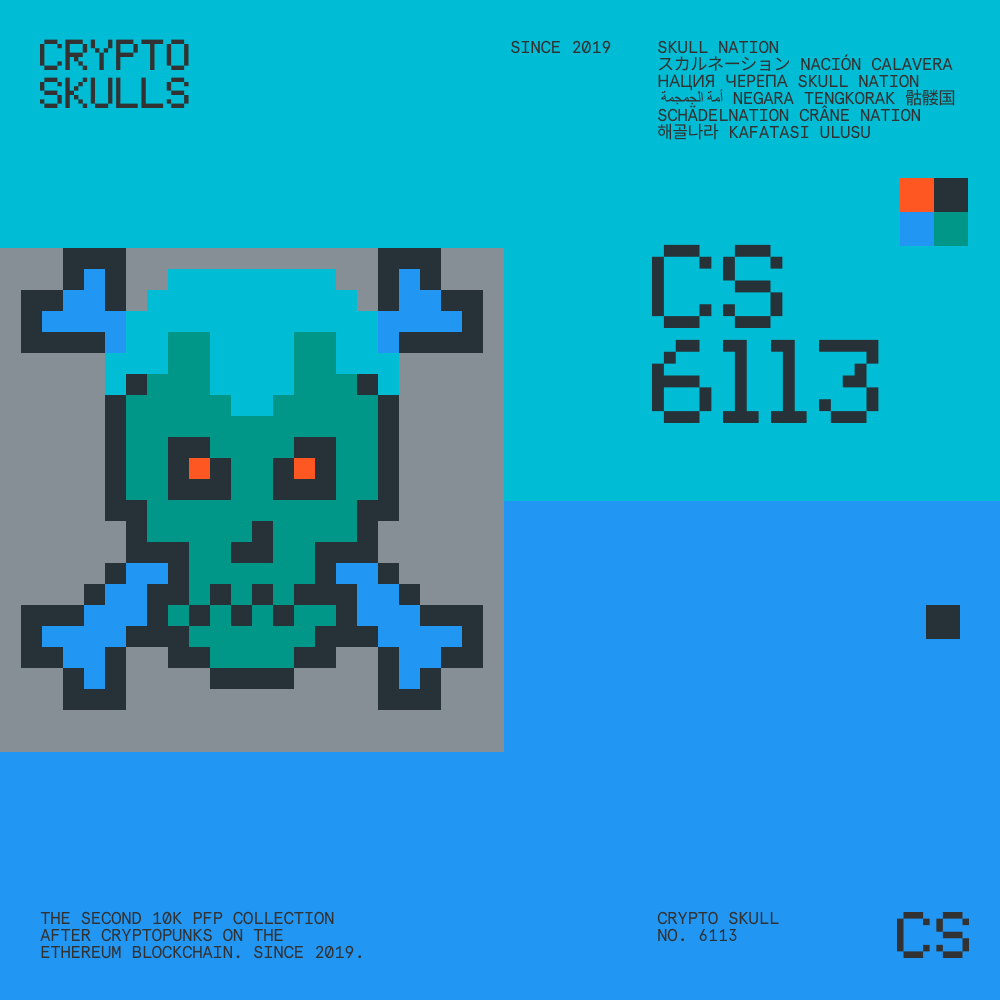 CRYPTO
SKULLS
SINCE 2019
SKULL NATION
スカルネーション NACIÓN CALAVERA
НАЦИЯ ЧЕРЕПА SKULL NATION
أمة الجمجمة NEGARA TENGKORAK 骷髅国
SCHÄDELNATION CRÂNE NATION
해골나라 KAFATASI ULUSU
CS
6113
THE SECOND 10K PFP COLLECTION
AFTER CRYPTOPUNKS ON THE
ETHEREUM BLOCKCHAIN. SINCE 2019.
CRYPTO SKULL
NO. 6113
CS